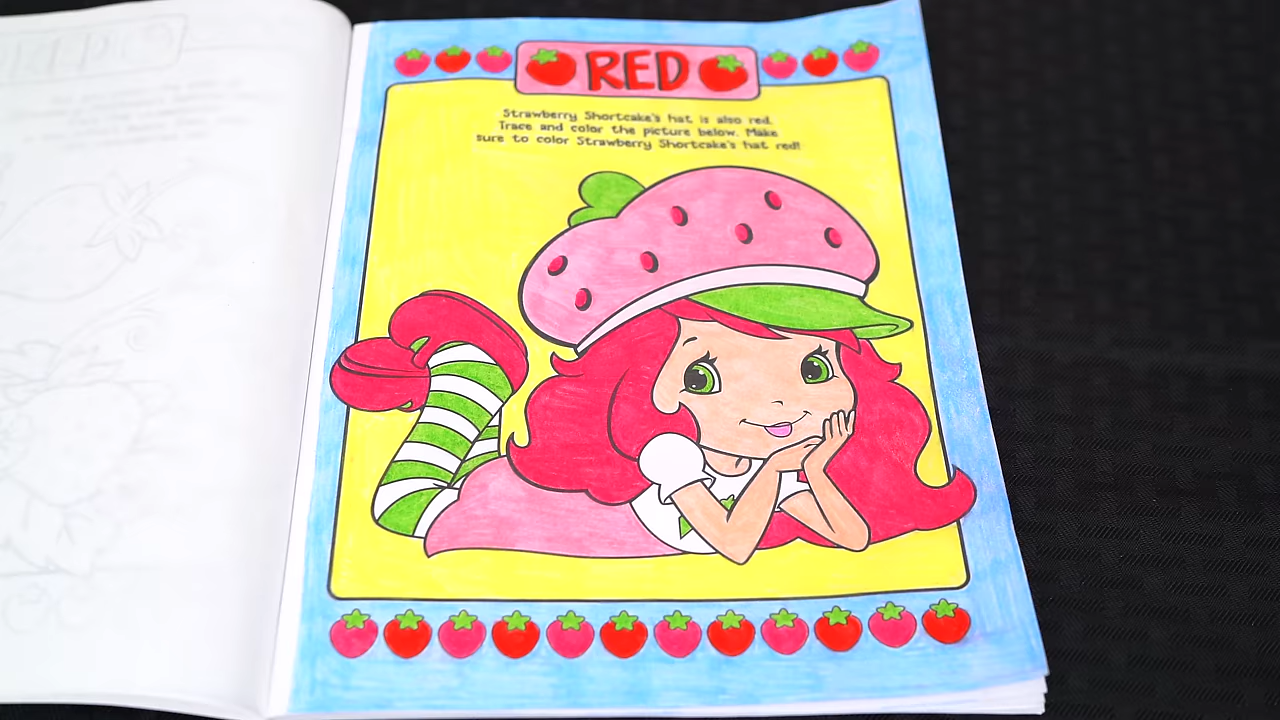 RED
Strawberry Shortcake's hat is also red.
Trace and color the picture below. Make
sure to color Strawberry Shortcake's hat red!